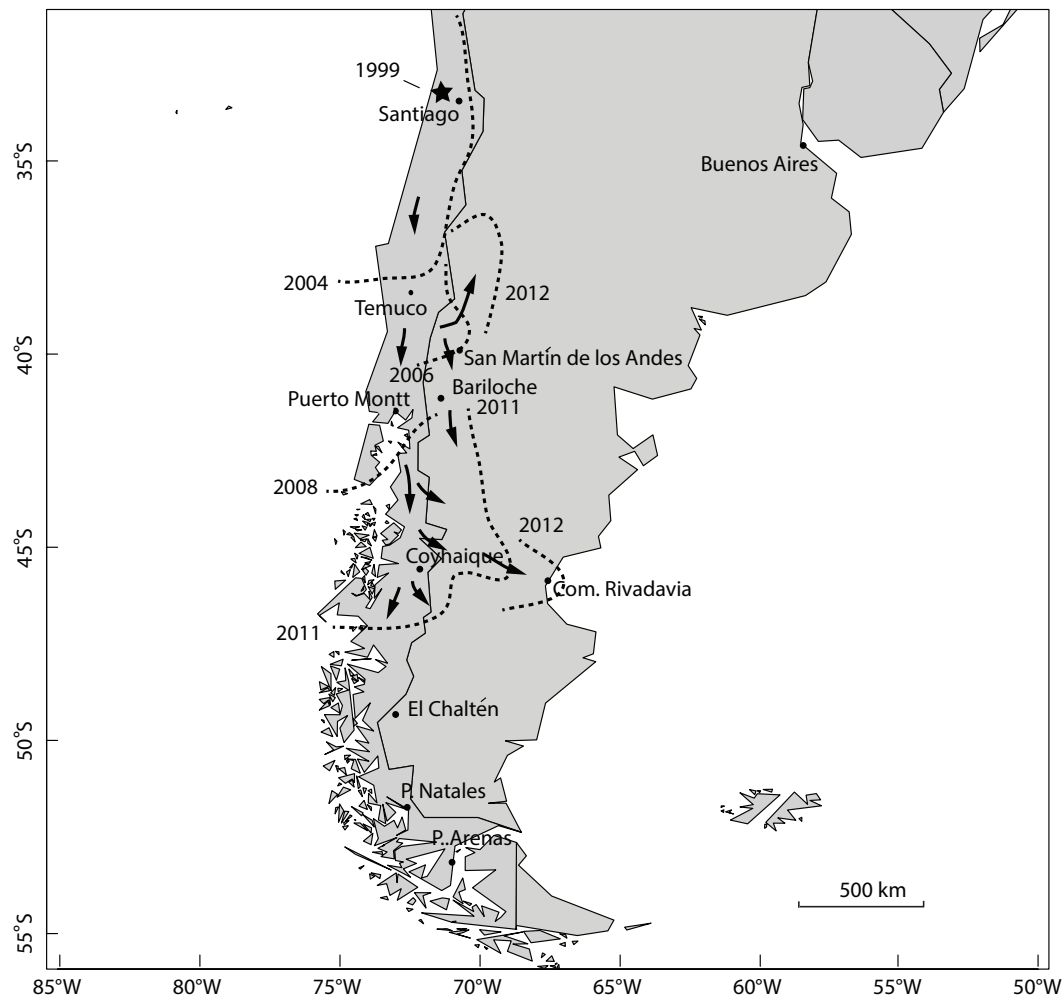 1999
Santiago
35°S
Buenos Aires
2004
2012
Temuco
40°S
San Martín de los Andes
2006
Bariloche
Puerto Montt
2011
2008
2012
45°S
Coyhaique
Com. Rivadavia
2011
El Chaltén
50°S
P. Natales
P..Arenas
500 km
55°S
85°W 80°W 75°W 70°W 65°W 60°W 55°W 50°W